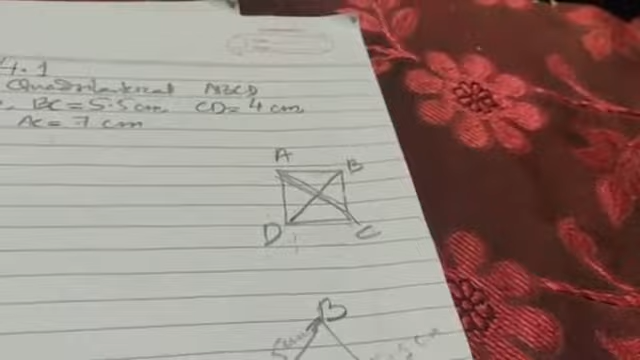 4.1
Quadrilateral ABCD
BC = 5.5 cm CD = 4 cm
AC = 7 cm
A B
D C
B